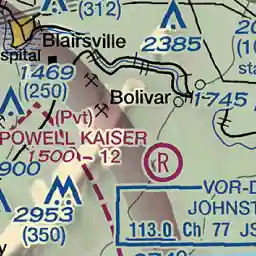 (312)
Blairsville
spital
1469
(250)
2385
Bolivar
1745
(Pvt)
POWELL KAISER
1500 - 12
R
900
2953
(350)
VOR-D
JOHNST
113.0 Ch 77 JS